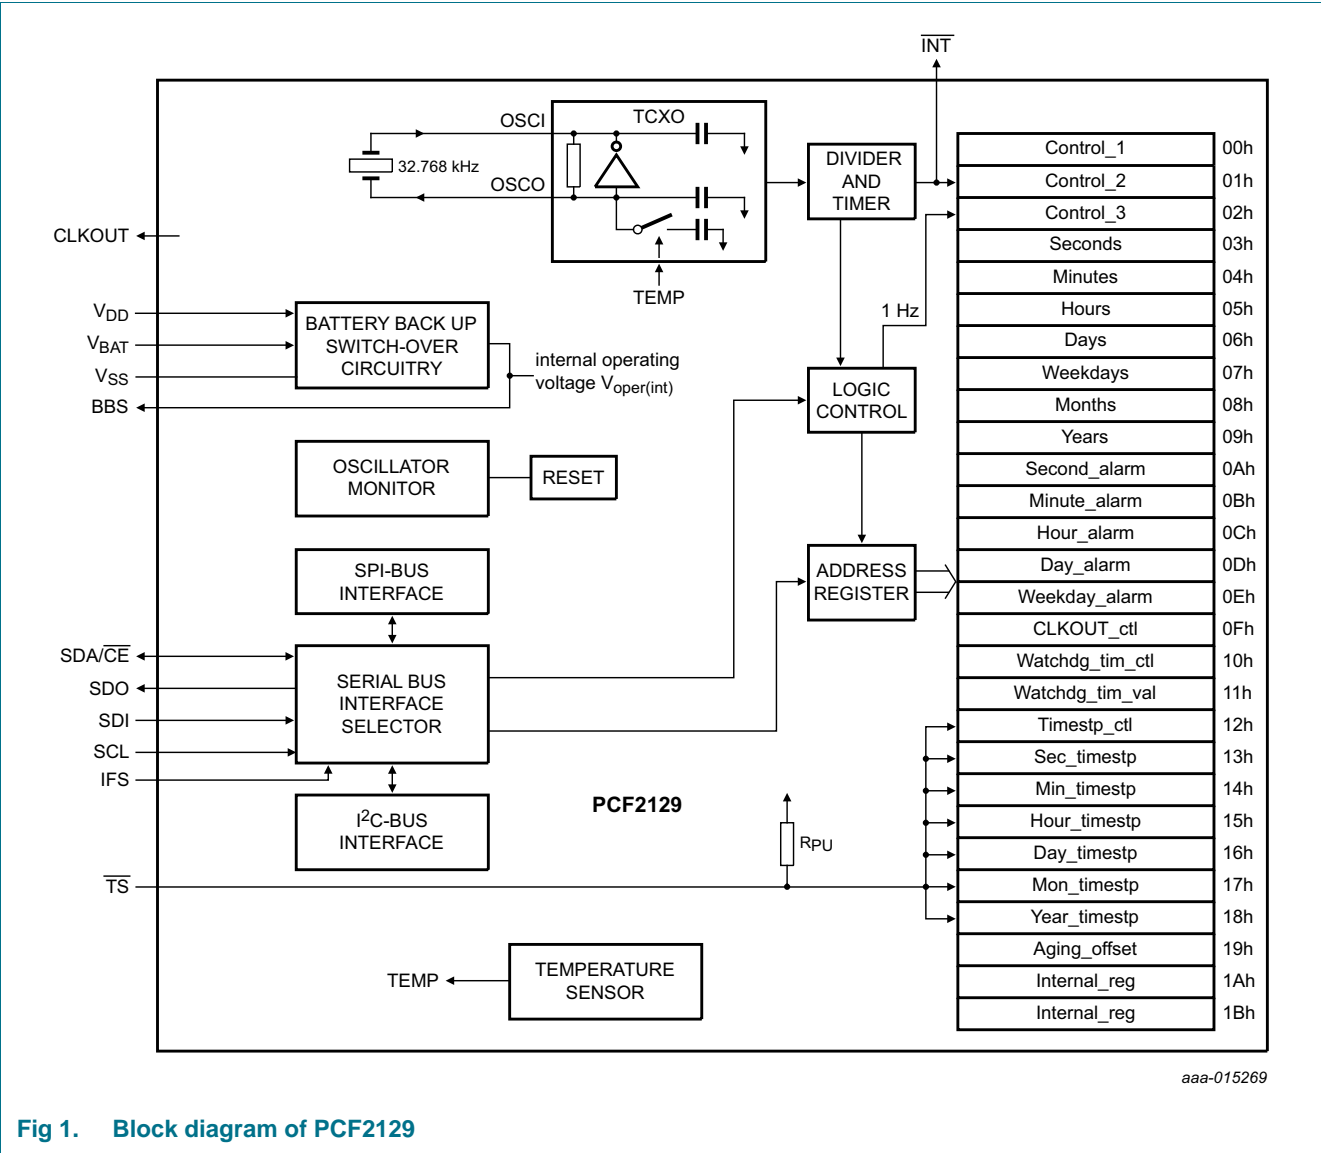 INT
OSCI
TCXO
32.768 kHz
OSCO
TEMP
DIVIDER
AND
TIMER
CLKOUT
VDD
VBAT
VSS
BBS
BATTERY BACK UP
SWITCH-OVER
CIRCUITRY
internal operating
voltage Voper(int)
1 Hz
LOGIC
CONTROL
OSCILLATOR
MONITOR
RESET
SPI-BUS
INTERFACE
ADDRESS
REGISTER
SDA/CE
SDO
SDI
SCL
IFS
SERIAL BUS
INTERFACE
SELECTOR
I2C-BUS
INTERFACE
PCF2129
RPU
TS
TEMP
TEMPERATURE
SENSOR
Control_1 00h
Control_2 01h
Control_3 02h
Seconds 03h
Minutes 04h
Hours 05h
Days 06h
Weekdays 07h
Months 08h
Years 09h
Second_alarm 0Ah
Minute_alarm 0Bh
Hour_alarm 0Ch
Day_alarm 0Dh
Weekday_alarm 0Eh
CLKOUT_ctl 0Fh
Watchdg_tim_ctl 10h
Watchdg_tim_val 11h
Timestp_ctl 12h
Sec_timestp 13h
Min_timestp 14h
Hour_timestp 15h
Day_timestp 16h
Mon_timestp 17h
Year_timestp 18h
Aging_offset 19h
Internal_reg 1Ah
Internal_reg 1Bh
aaa-015269
Fig 1. Block diagram of PCF2129